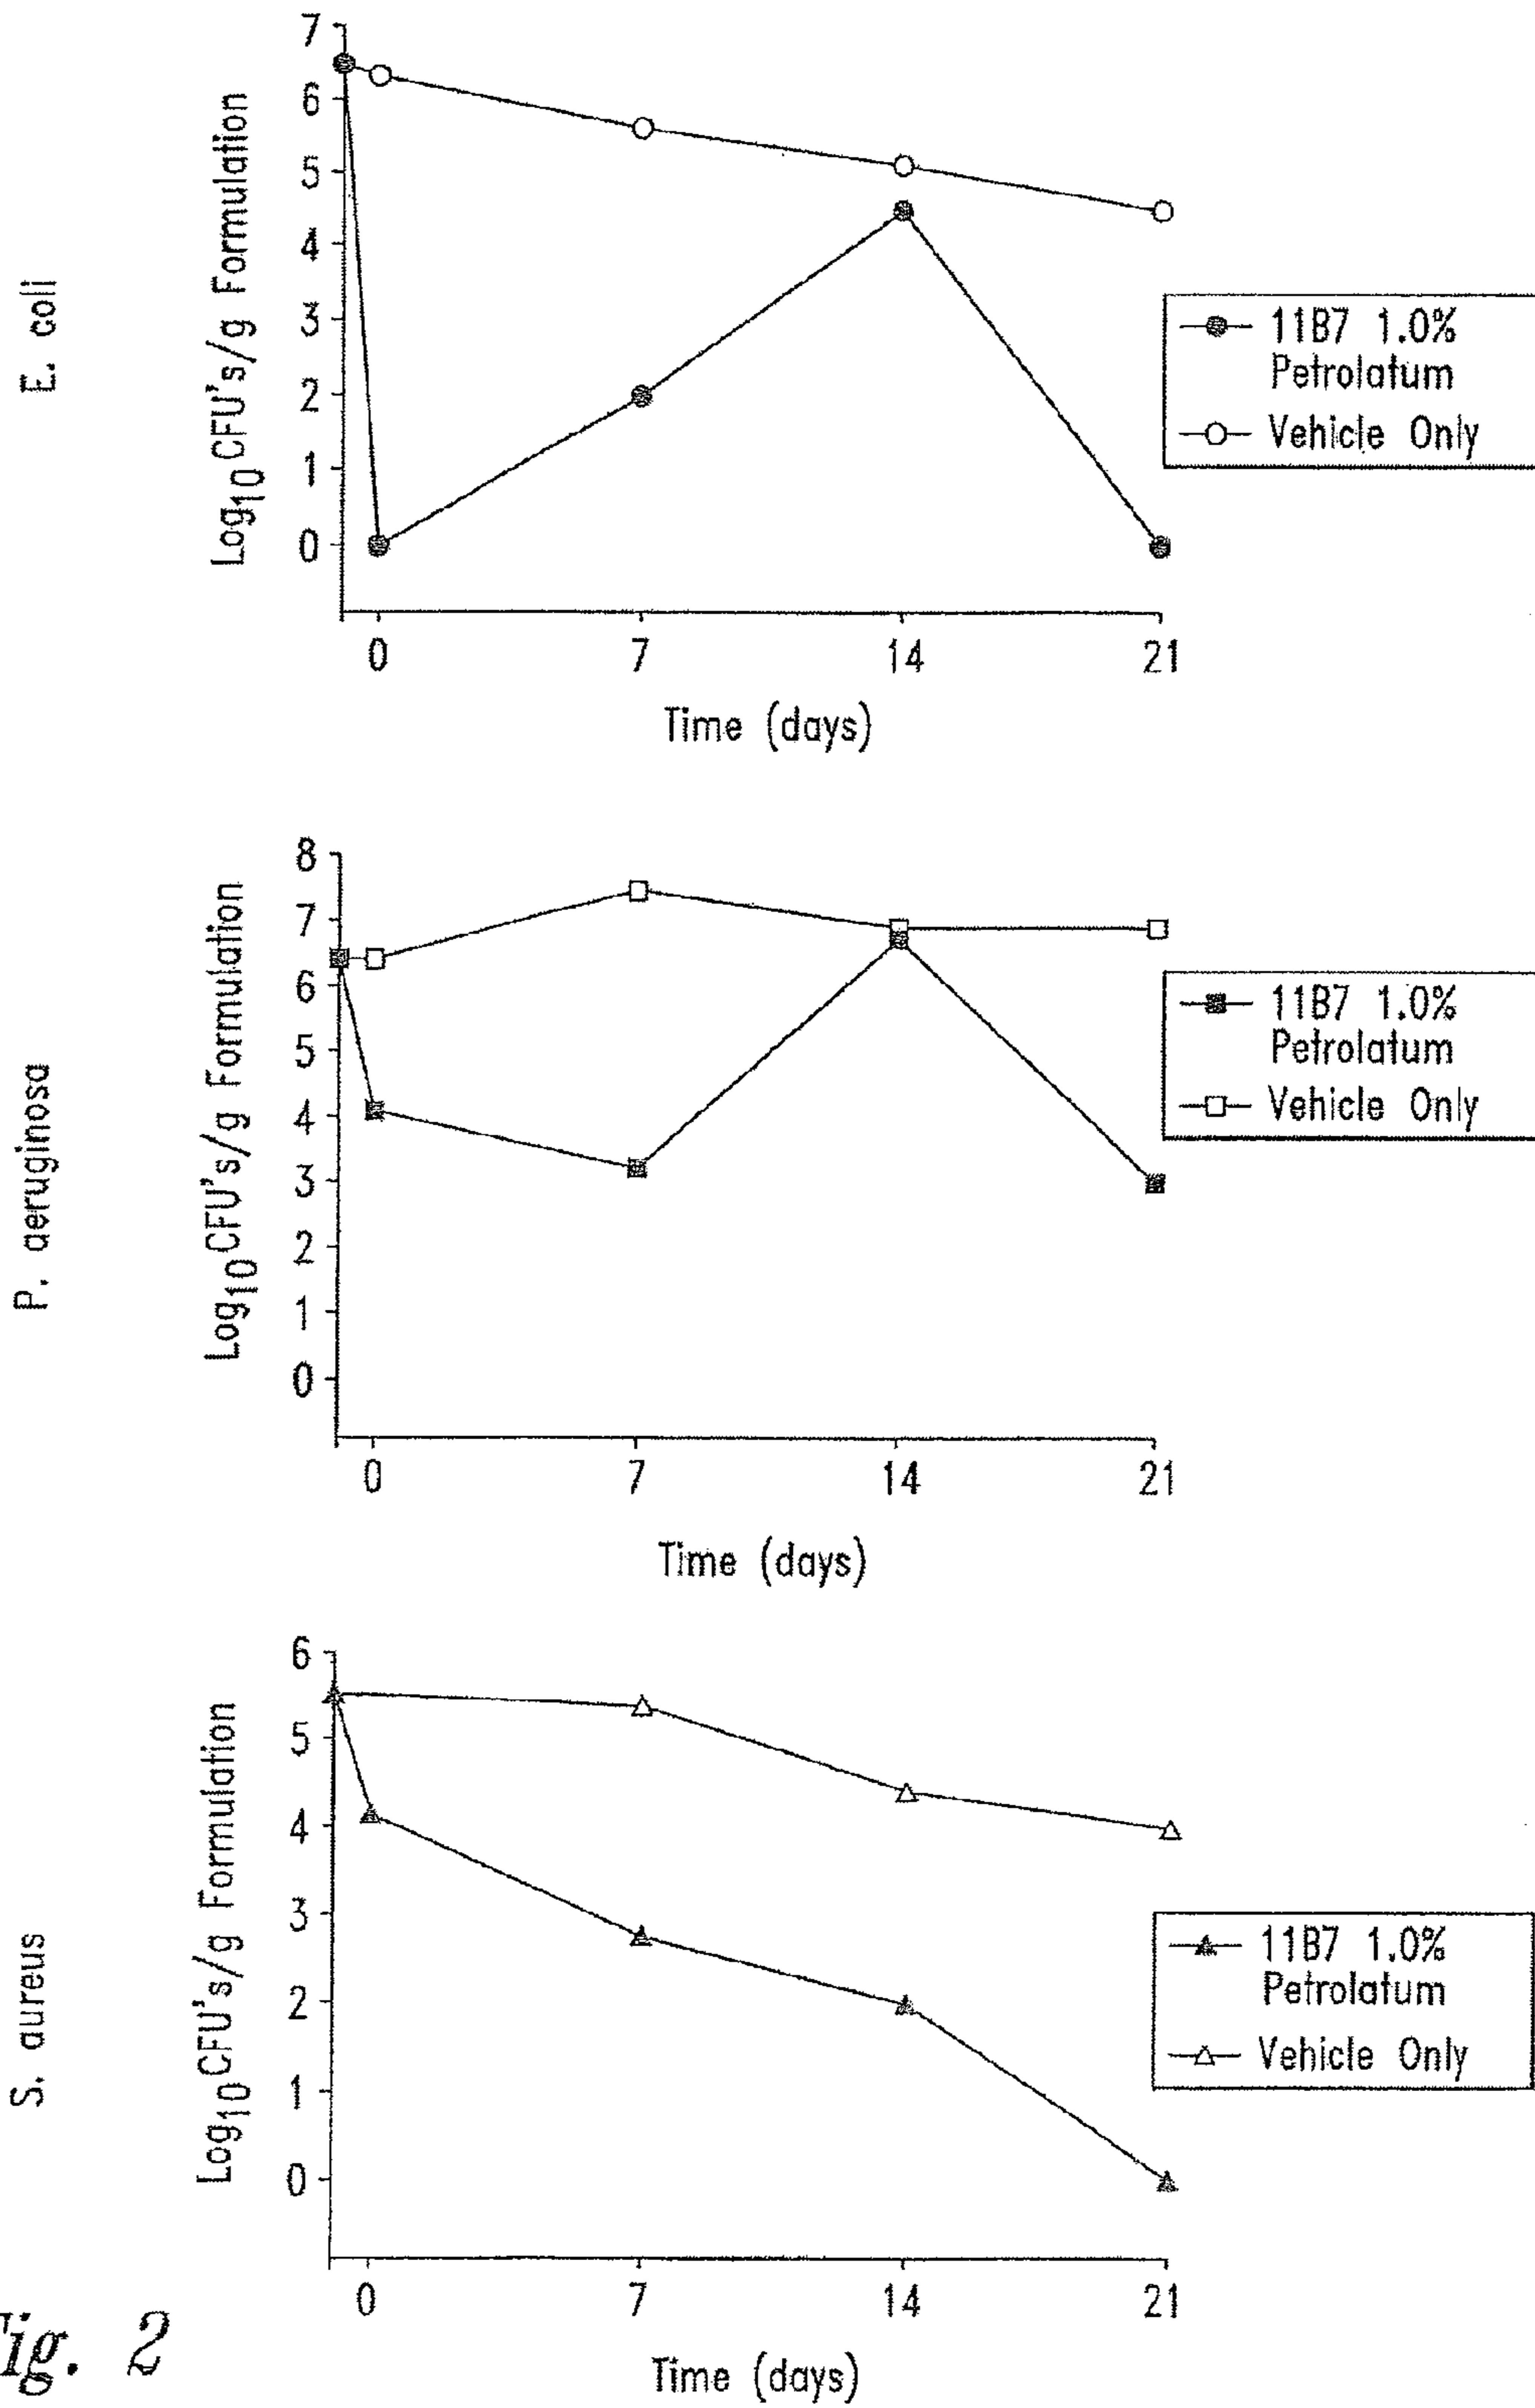 E. coli
Log10CFU's/g Formulation
7
6
5
4
3
2
1
0
0 7 14 21
Time (days)
11B7 1.0%
Petrolatum
Vehicle Only
P. aeruginosa
Log10CFU's/g Formulation
8
7
6
5
4
3
2
1
0
0 7 14 21
Time (days)
11B7 1.0%
Petrolatum
Vehicle Only
S. aureus
Log10CFU's/g Formulation
6
5
4
3
2
1
0
0 7 14 21
Time (days)
11B7 1.0%
Petrolatum
Vehicle Only
Fig. 2